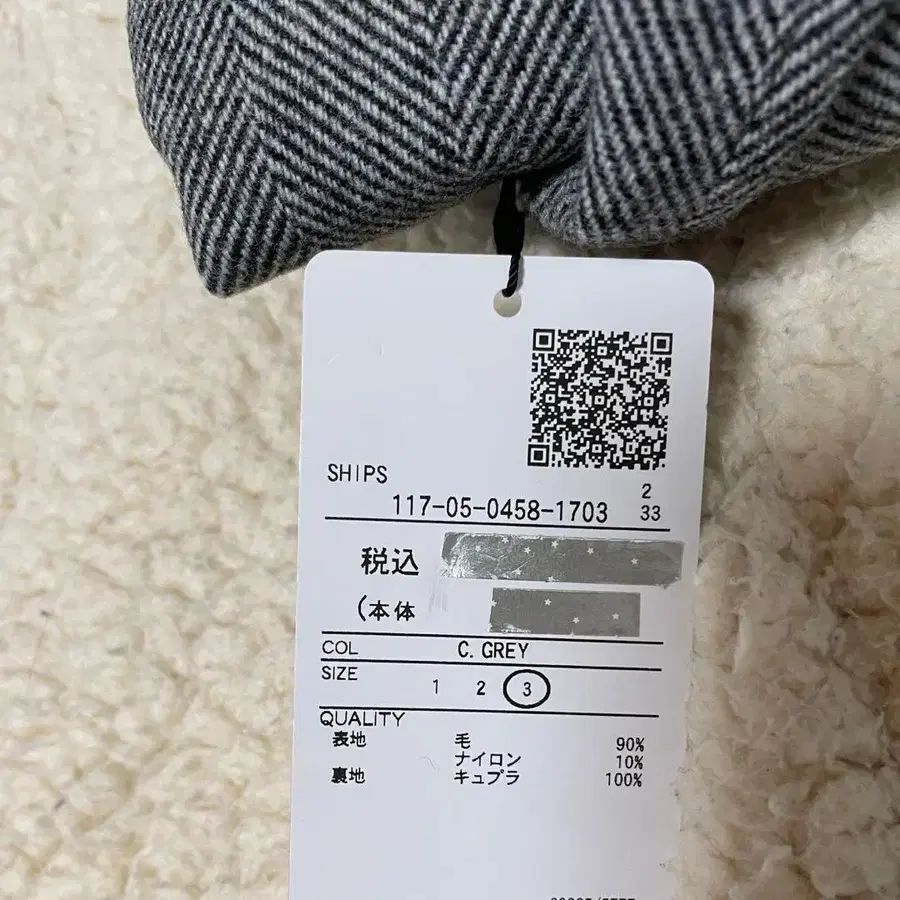 SHIPS
2
117-05-0458-1703 33
税込
(本体
COL C. GREY
SIZE
1 2 3
QUALITY
表地 毛 90%
ナイロン 10%
裏地 キュプラ 100%